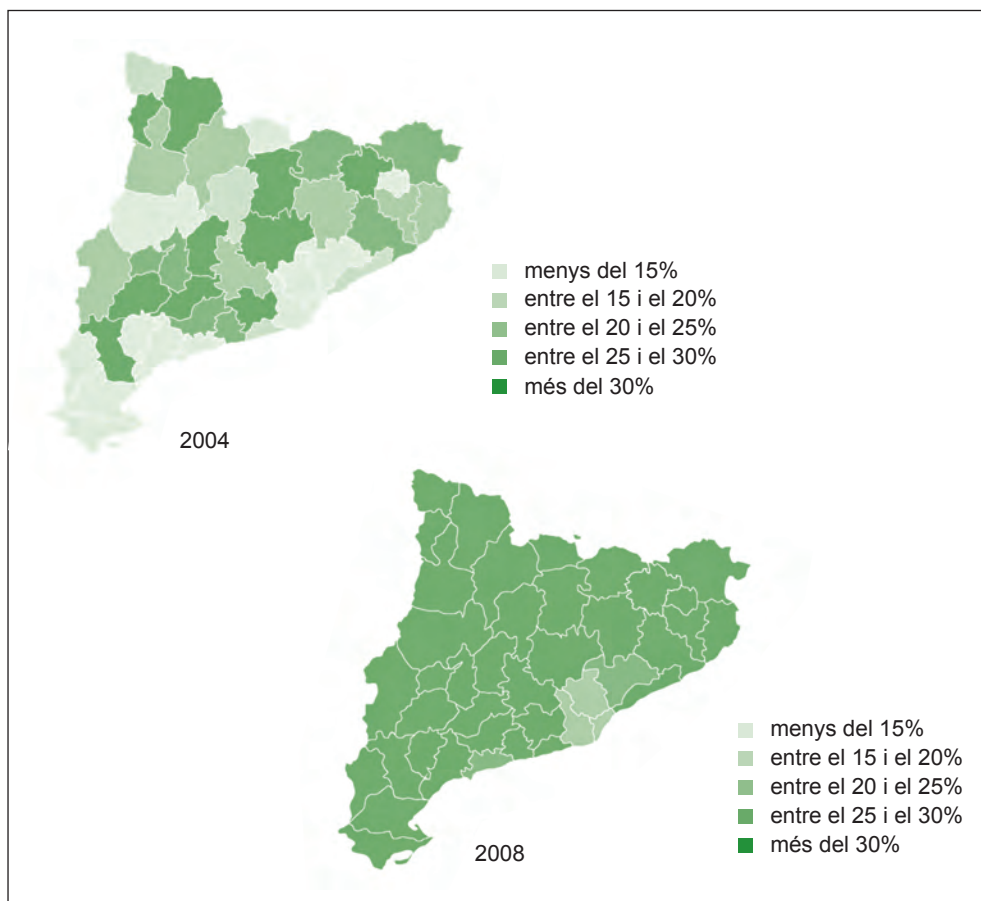 menys del 15%
entre el 15 i el 20%
entre el 20 i el 25%
entre el 25 i el 30%
més del 30%
2004
menys del 15%
entre el 15 i el 20%
entre el 20 i el 25%
entre el 25 i el 30%
més del 30%
2008